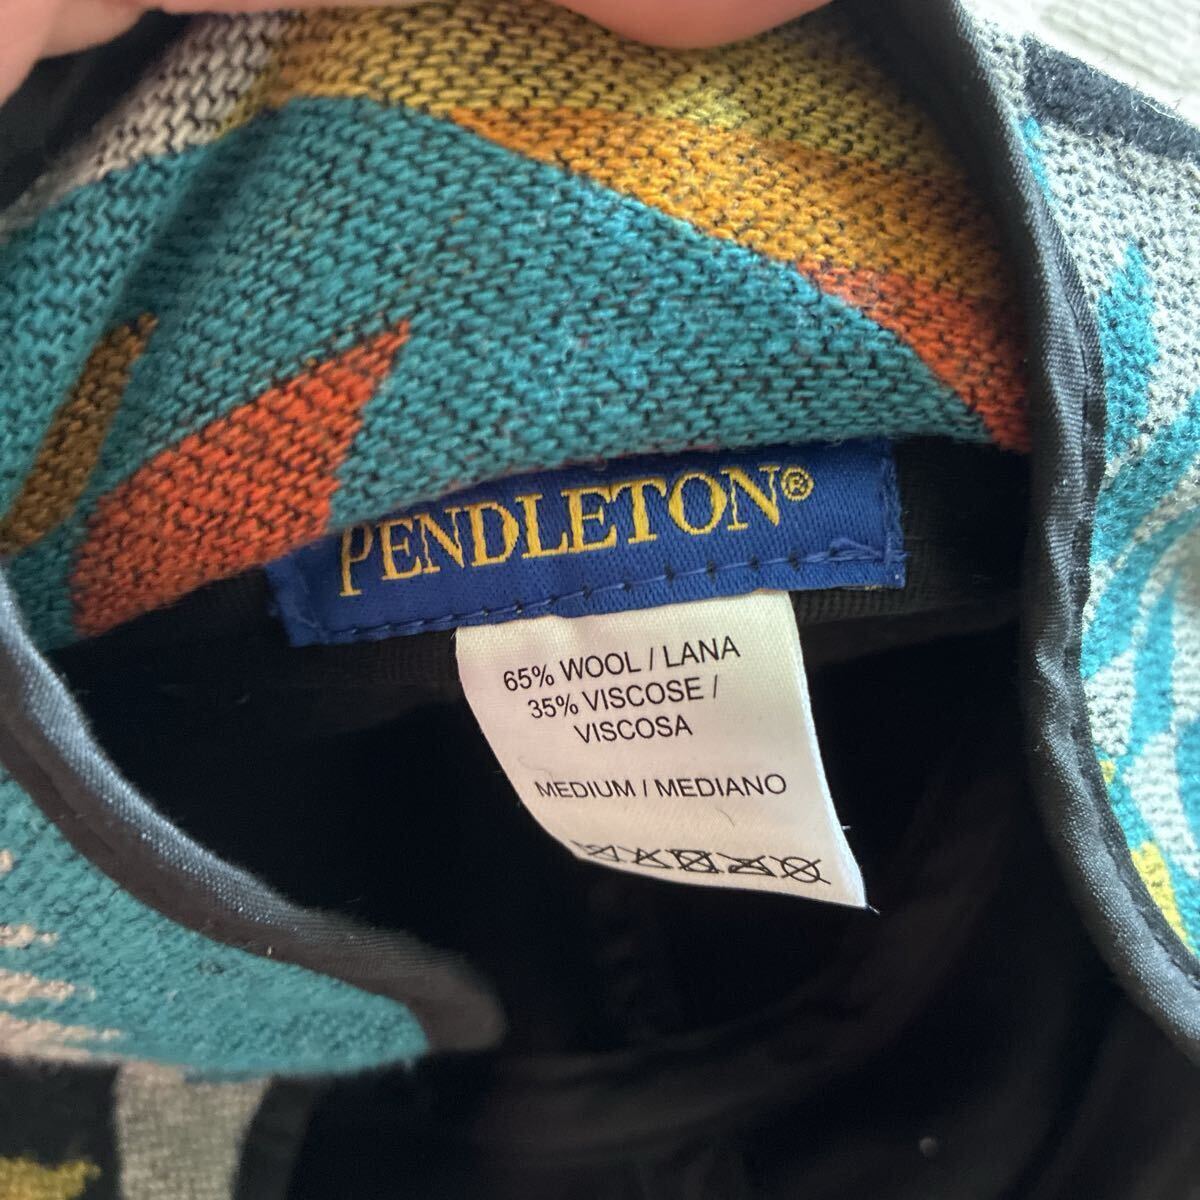 PENDLETON®
65% WOOL / LANA
35% VISCOSE /
VISCOSA
MEDIUM / MEDIANO